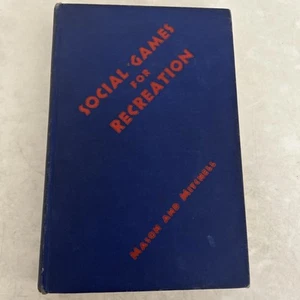 SOCIAL GAMES
FOR
RECREATION
MASON AND MITCHELL